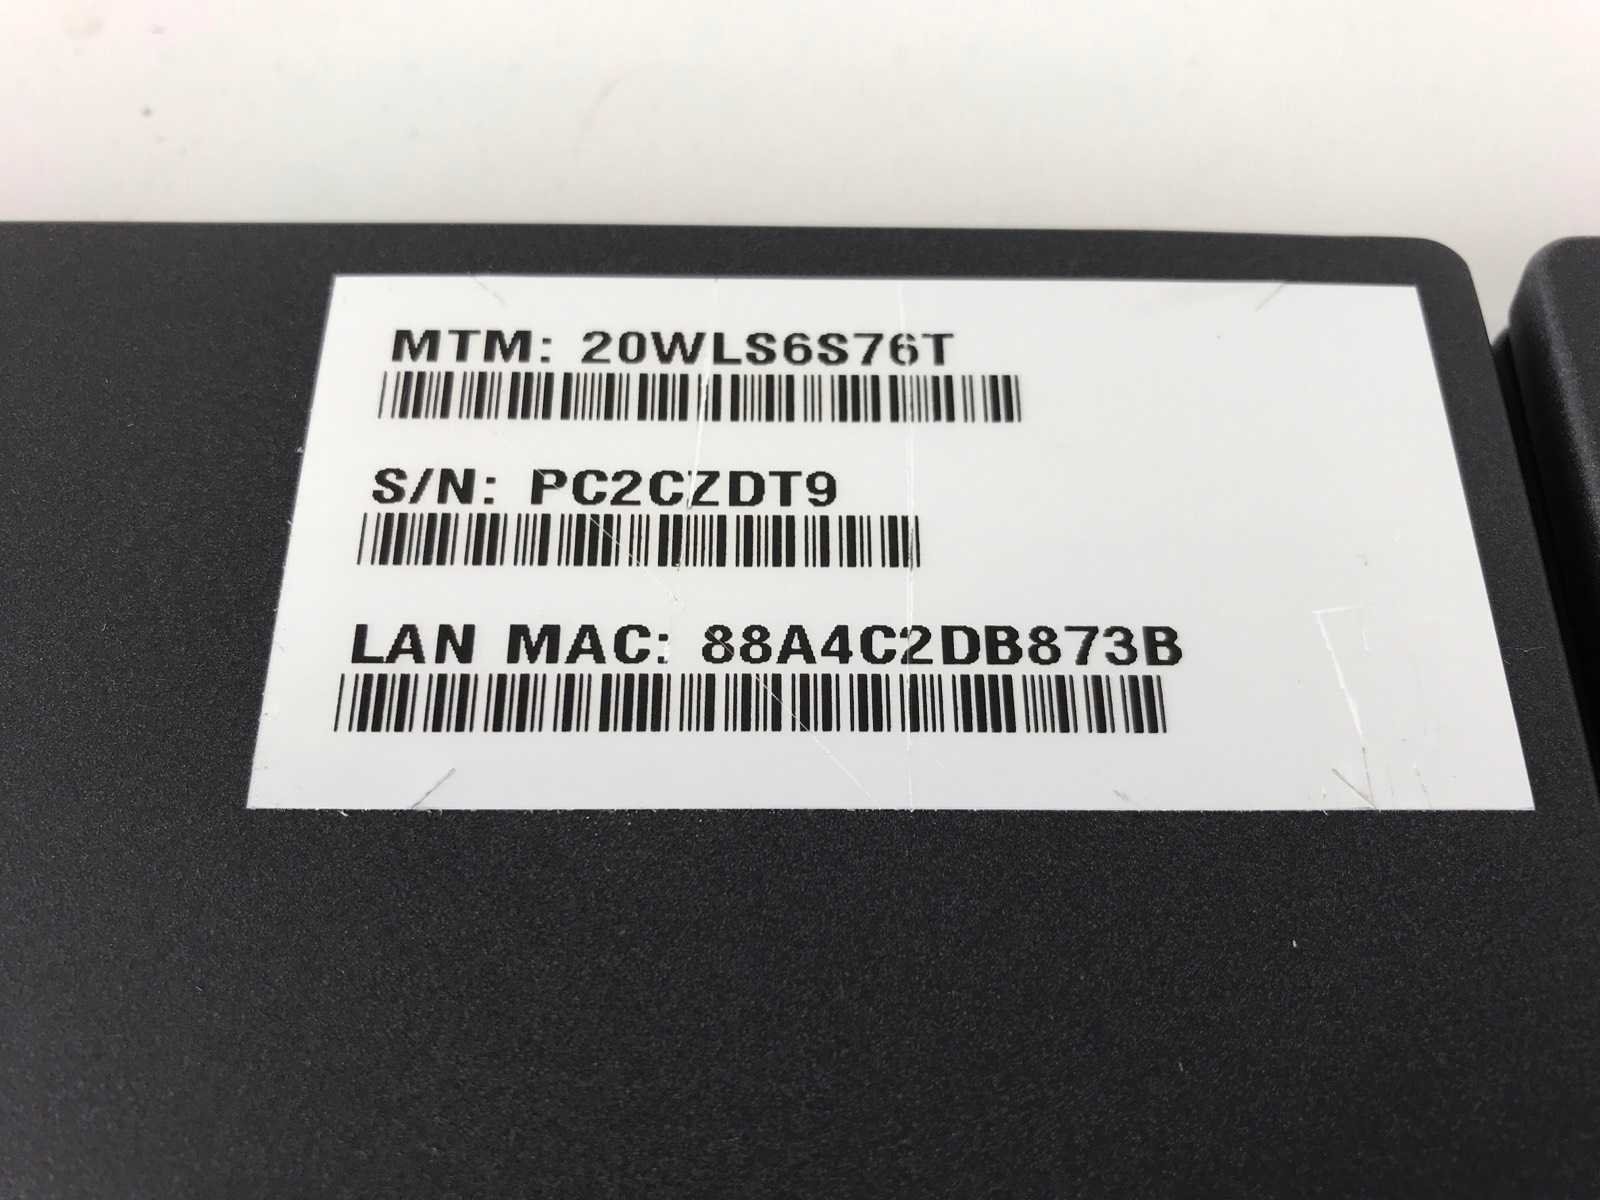 MTM: 20WLS6S76T
S/N: PC2CZDT9
LAN MAC: 88A4C2DB873B